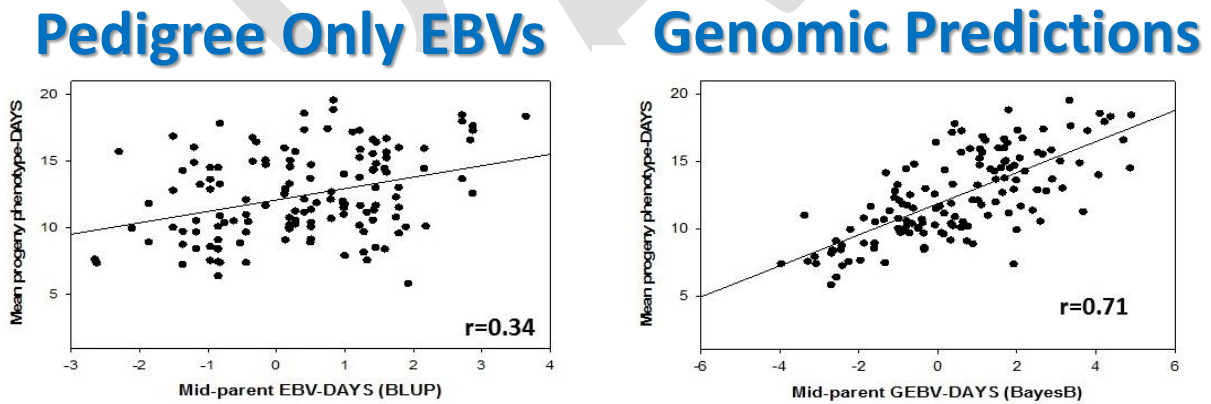 Pedigree Only EBVs
Mean progeny phenotype-DAYS
20
15
10
5
r=0.34
-3 -2 -1 0 1 2 3 4
Mid-parent EBV-DAYS (BLUP)
Genomic Predictions
Mean progeny phenotype-DAYS
20
15
10
5
r=0.71
-6 -4 -2 0 2 4 6
Mid-parent GEBV-DAYS (BayesB)